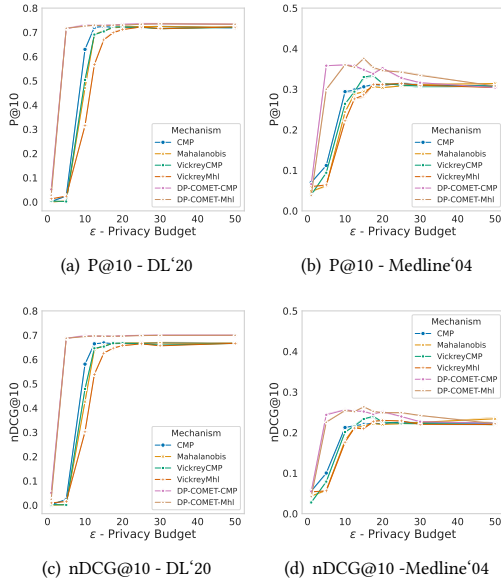 0.8
0.7
0.6
0.5
0.4
0.3
0.2
0.1
0.0
P@10
Mechanism
CMP
Mahalanobis
VickreyCMP
VickreyMhl
DP-COMET-CMP
DP-COMET-Mhl
0 10 20 30 40 50
ε - Privacy Budget
(a) P@10 - DL‘20
0.5
0.4
0.3
0.2
0.1
0.0
P@10
Mechanism
CMP
Mahalanobis
VickreyCMP
VickreyMhl
DP-COMET-CMP
DP-COMET-Mhl
0 10 20 30 40 50
ε - Privacy Budget
(b) P@10 - Medline‘04
0.8
0.7
0.6
0.5
0.4
0.3
0.2
0.1
0.0
nDCG@10
Mechanism
CMP
Mahalanobis
VickreyCMP
VickreyMhl
DP-COMET-CMP
DP-COMET-Mhl
0 10 20 30 40 50
ε - Privacy Budget
(c) nDCG@10 - DL‘20
0.5
0.4
0.3
0.2
0.1
0.0
nDCG@10
Mechanism
CMP
Mahalanobis
VickreyCMP
VickreyMhl
DP-COMET-CMP
DP-COMET-Mhl
0 10 20 30 40 50
ε - Privacy Budget
(d) nDCG@10 -Medline‘04